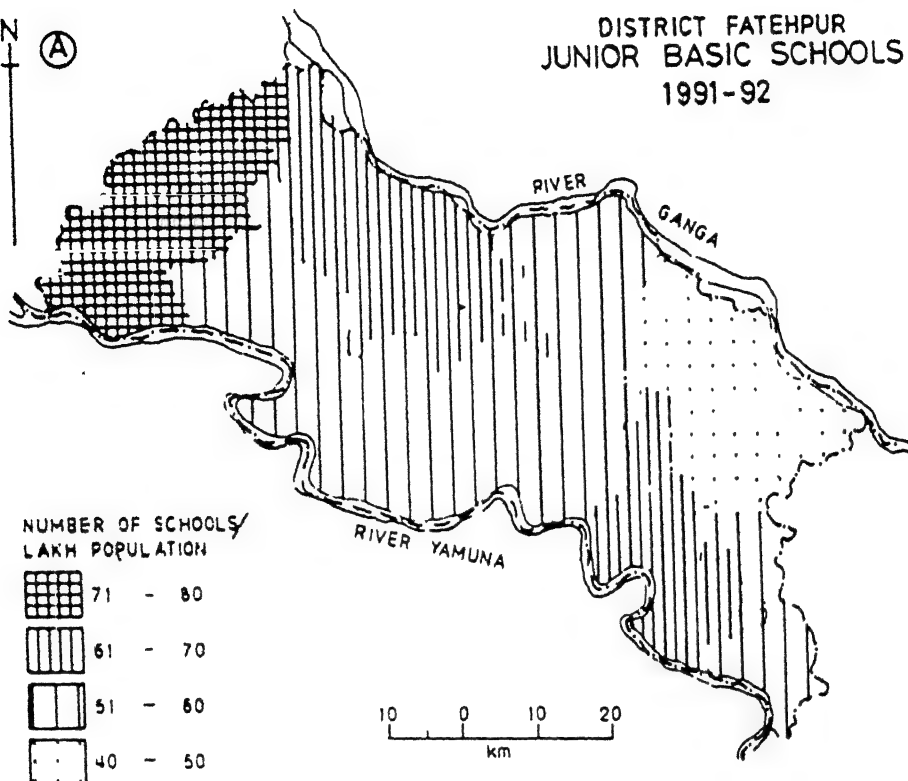 N
A
DISTRICT FATEHPUR
JUNIOR BASIC SCHOOLS
1991-92
RIVER
GANGA
RIVER YAMUNA
NUMBER OF SCHOOLS/
LAKH POPULATION
71 - 80
61 - 70
51 - 60
40 - 50
10 0 10 20
km